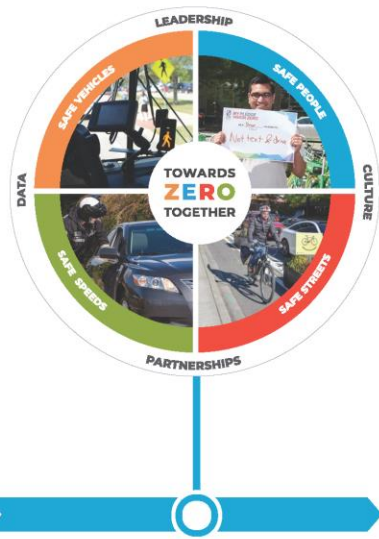 LEADERSHIP
SAFE VEHICLES
SAFE PEOPLE
Not text & drive
DATA
TOWARDS
ZERO
TOGETHER
CULTURE
SAFE SPEEDS
SAFE STREETS
PARTNERSHIPS